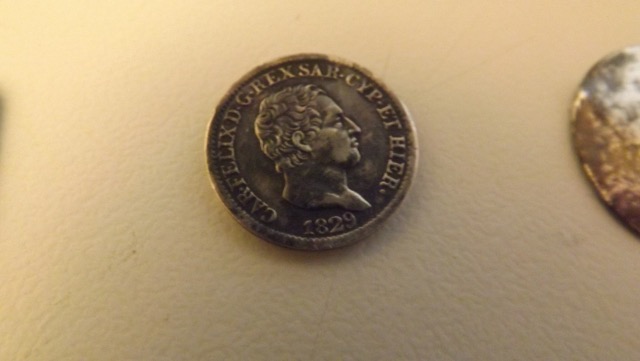 CAR·FELIX D·G·REX SAR·CYP·ET HIER·
1829